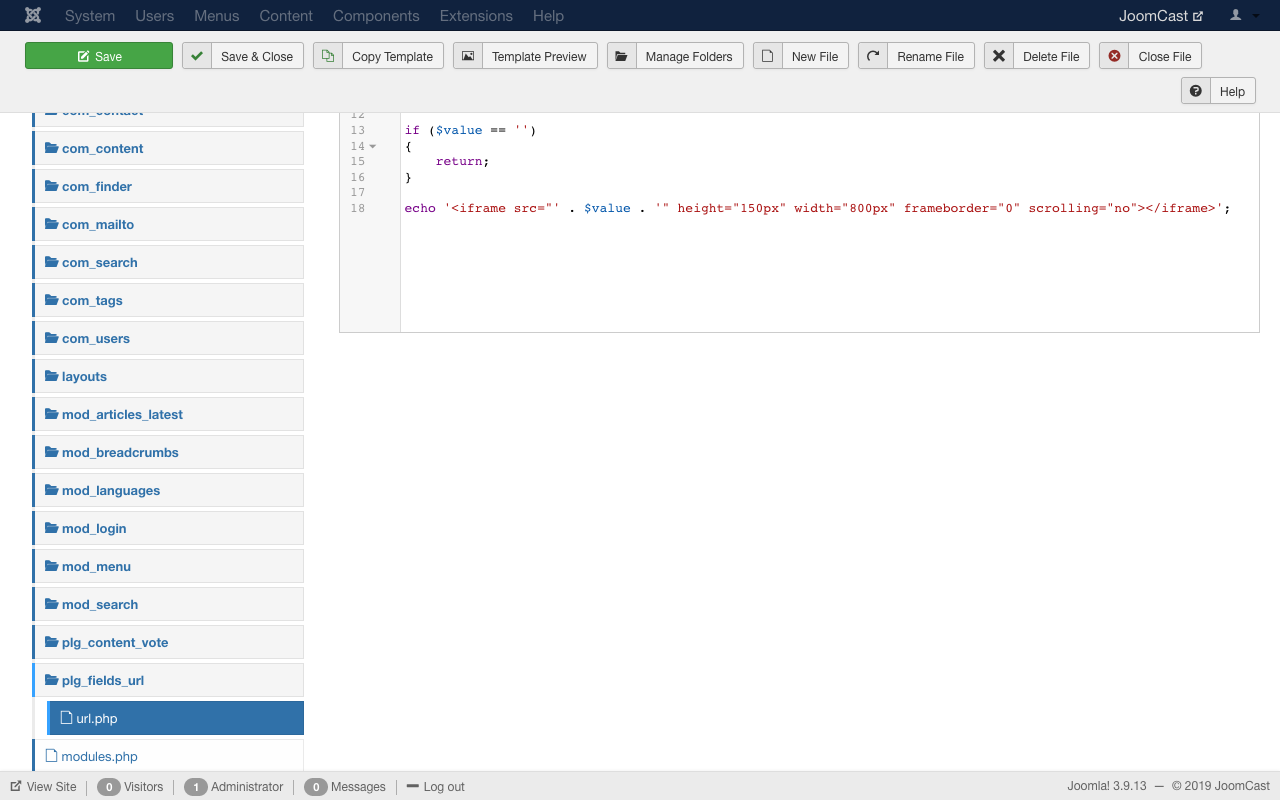 System Users Menus Content Components Extensions Help JoomCast
Save Save & Close Copy Template Template Preview Manage Folders New File Rename File Delete File Close File
Help
com_contact
com_content
com_finder
com_mailto
com_search
com_tags
com_users
layouts
mod_articles_latest
mod_breadcrumbs
mod_languages
mod_login
mod_menu
mod_search
plg_content_vote
plg_fields_url
url.php
modules.php
12
13 if ($value == '')
14 {
15 return;
16 }
17
18 echo '<iframe src="' . $value . '" height="150px" width="800px" frameborder="0" scrolling="no"></iframe>';
View Site 0 Visitors 1 Administrator 0 Messages Log out Joomla! 3.9.13 — © 2019 JoomCast